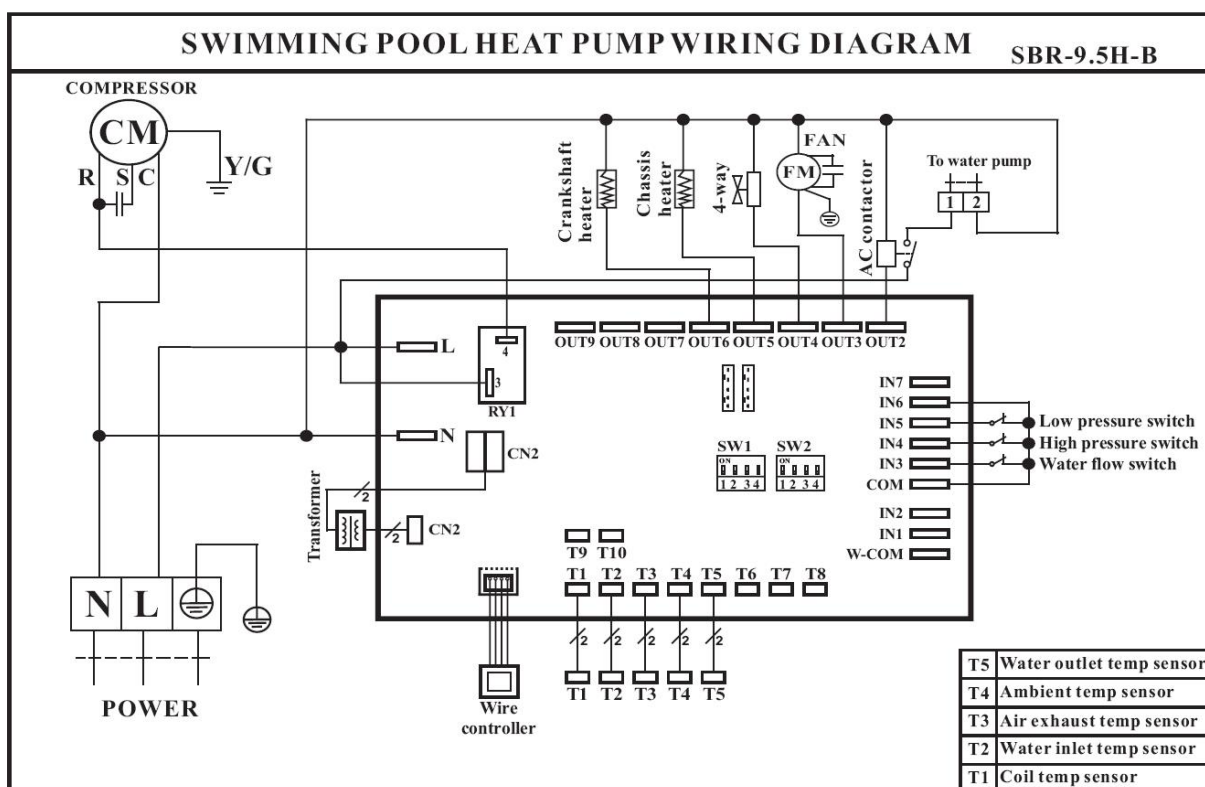 SWIMMING POOL HEAT PUMP WIRING DIAGRAM
SBR-9.5H-B
COMPRESSOR
CM
R S C
Y/G
Crankshaft
heater
Chassis
heater
4-way
FAN
FM
AC contactor
To water pump
1 2
L
4
3
RY1
N
CN2
2
Transformer
2
CN2
OUT9 OUT8 OUT7 OUT6 OUT5 OUT4 OUT3 OUT2
SW1 SW2
ON ON
1 2 3 4 1 2 3 4
IN7
IN6
IN5
IN4
IN3
COM
IN2
IN1
W-COM
Low pressure switch
High pressure switch
Water flow switch
T9 T10
T1 T2 T3 T4 T5 T6 T7 T8
2 2 2 2 2
T1 T2 T3 T4 T5
Wire
controller
N L
POWER
T5 Water outlet temp sensor
T4 Ambient temp sensor
T3 Air exhaust temp sensor
T2 Water inlet temp sensor
T1 Coil temp sensor